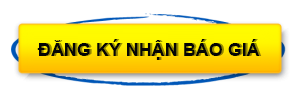 ĐĂNG KÝ NHẬN BÁO GIÁ